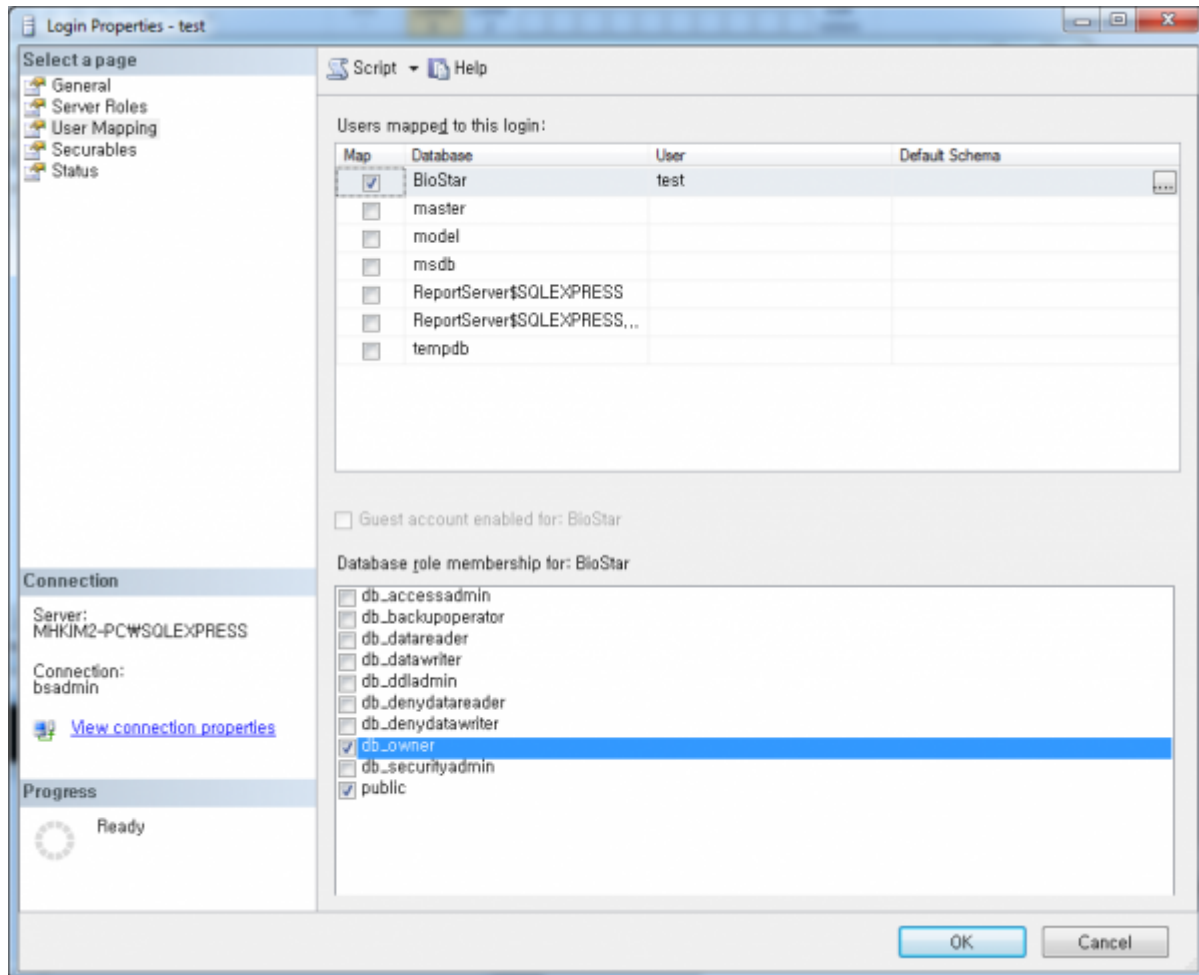 Login Properties - test
Select a page
General
Server Roles
User Mapping
Securables
Status
Script Help
Users mapped to this login:
Map Database User Default Schema
BioStar test ...
master
model
msdb
ReportServer$SQLEXPRESS
ReportServer$SQLEXPRESS...
tempdb
Guest account enabled for: BioStar
Database role membership for: BioStar
db_accessadmin
db_backupoperator
db_datareader
db_datawriter
db_ddladmin
db_denydatareader
db_denydatawriter
db_owner
db_securityadmin
public
Connection
Server:
MHKIM2-PC₩SQLEXPRESS
Connection:
bsadmin
View connection properties
Progress
Ready
OK Cancel